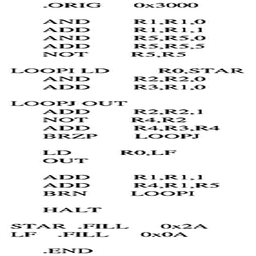 .ORIG 0x3000
AND R1,R1,0
ADD R1,R1,1
AND R5,R5,0
ADD R5,R5,5
NOT R5,R5
LOOPI LD R0,STAR
AND R2,R2,0
ADD R3,R1,0
LOOPJ OUT
ADD R2,R2,1
NOT R4,R2
ADD R4,R3,R4
BRZP LOOPJ
LD R0,LF
OUT
ADD R1,R1,1
ADD R4,R1,R5
BRN LOOPI
HALT
STAR .FILL 0x2A
LF .FILL 0x0A
.END